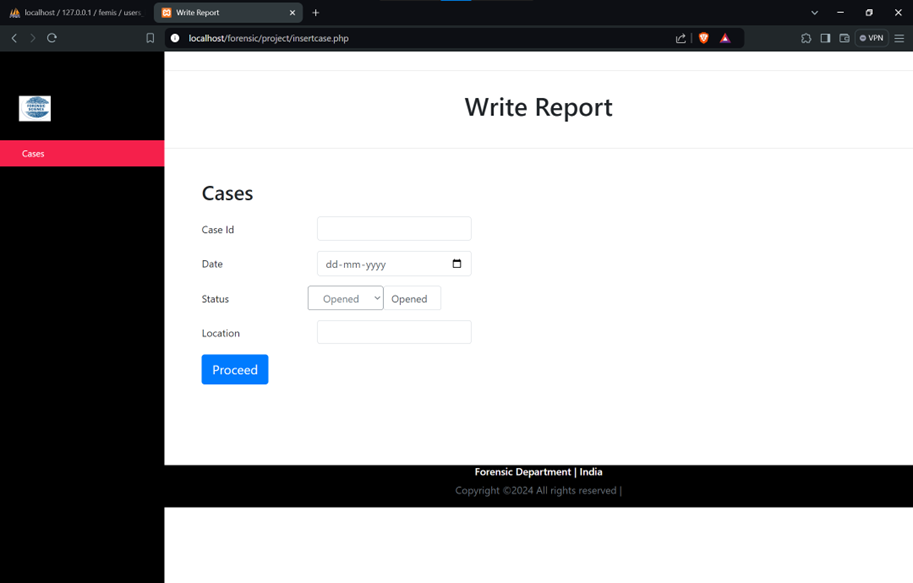 localhost / 127.0.0.1 / femis / users
Write Report
localhost/forensic/project/insertcase.php
VPN
FORENSIC
SCIENCE
Cases
Write Report
Cases
Case Id
Date dd-mm-yyyy
Status Opened Opened
Location
Proceed
Forensic Department | India
Copyright ©2024 All rights reserved |